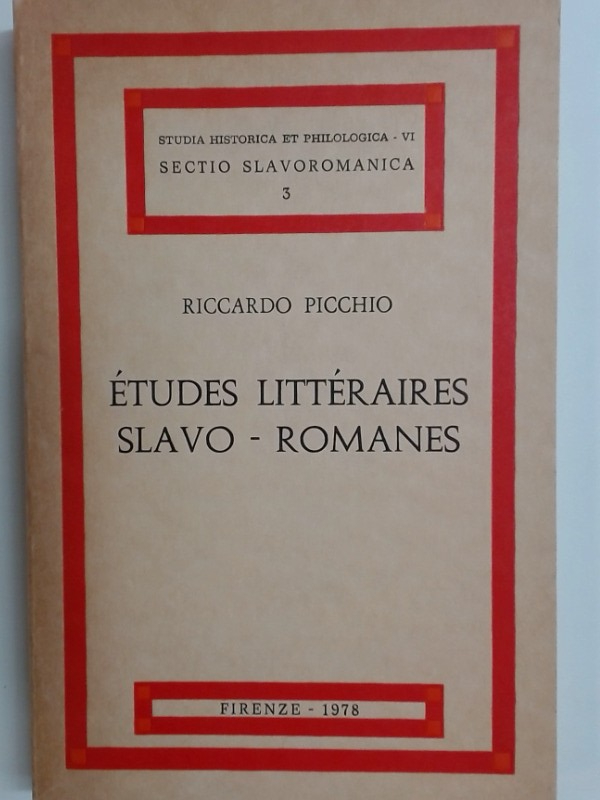 STUDIA HISTORICA ET PHILOLOGICA - VI
SECTIO SLAVOROMANICA
3
RICCARDO PICCHIO
ÉTUDES LITTÉRAIRES
SLAVO - ROMANES
FIRENZE - 1978